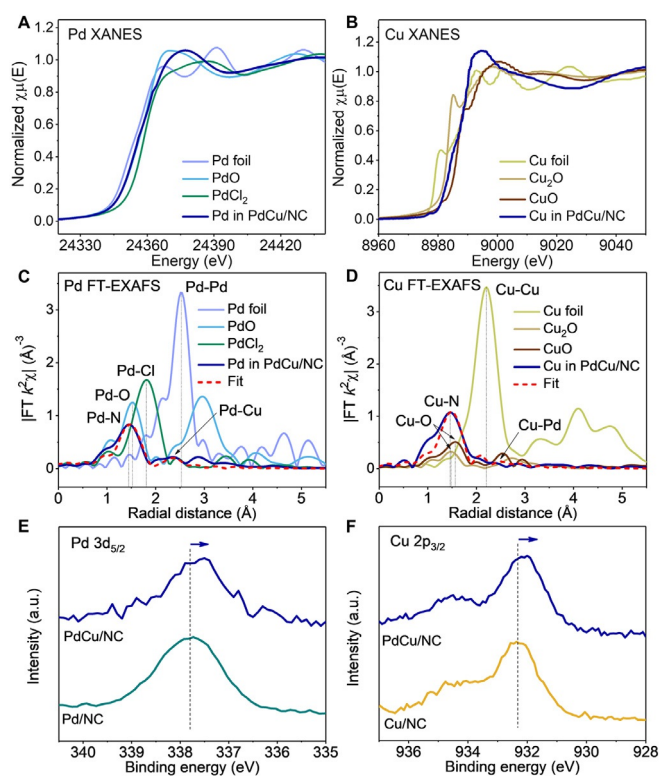 A
Pd XANES
Normalized χμ(E)
1.2
1.0
0.8
0.6
0.4
0.2
0.0
Pd foil
PdO
PdCl₂
Pd in PdCu/NC
24330 24360 24390 24420
Energy (eV)
B
Cu XANES
Normalized χμ(E)
1.2
1.0
0.8
0.6
0.4
0.2
0.0
Cu foil
Cu₂O
CuO
Cu in PdCu/NC
8960 8980 9000 9020 9040
Energy (eV)
C
Pd FT-EXAFS
|FT k²χ| (Å)⁻³
3
2
1
0
Pd-Pd
Pd foil
PdO
PdCl₂
Pd in PdCu/NC
Fit
Pd-Cl
Pd-O
Pd-N
Pd-Cu
0 1 2 3 4 5
Radial distance (Å)
D
Cu FT-EXAFS
|FT k²χ| (Å)⁻³
3
2
1
0
Cu-Cu
Cu foil
Cu₂O
CuO
Cu in PdCu/NC
Fit
Cu-N
Cu-O
Cu-Pd
0 1 2 3 4 5
Radial distance (Å)
E
Pd 3d₅/₂
Intensity (a.u.)
PdCu/NC
Pd/NC
340 339 338 337 336 335
Binding energy (eV)
F
Cu 2p₃/₂
Intensity (a.u.)
PdCu/NC
Cu/NC
936 934 932 930 928
Binding energy (eV)